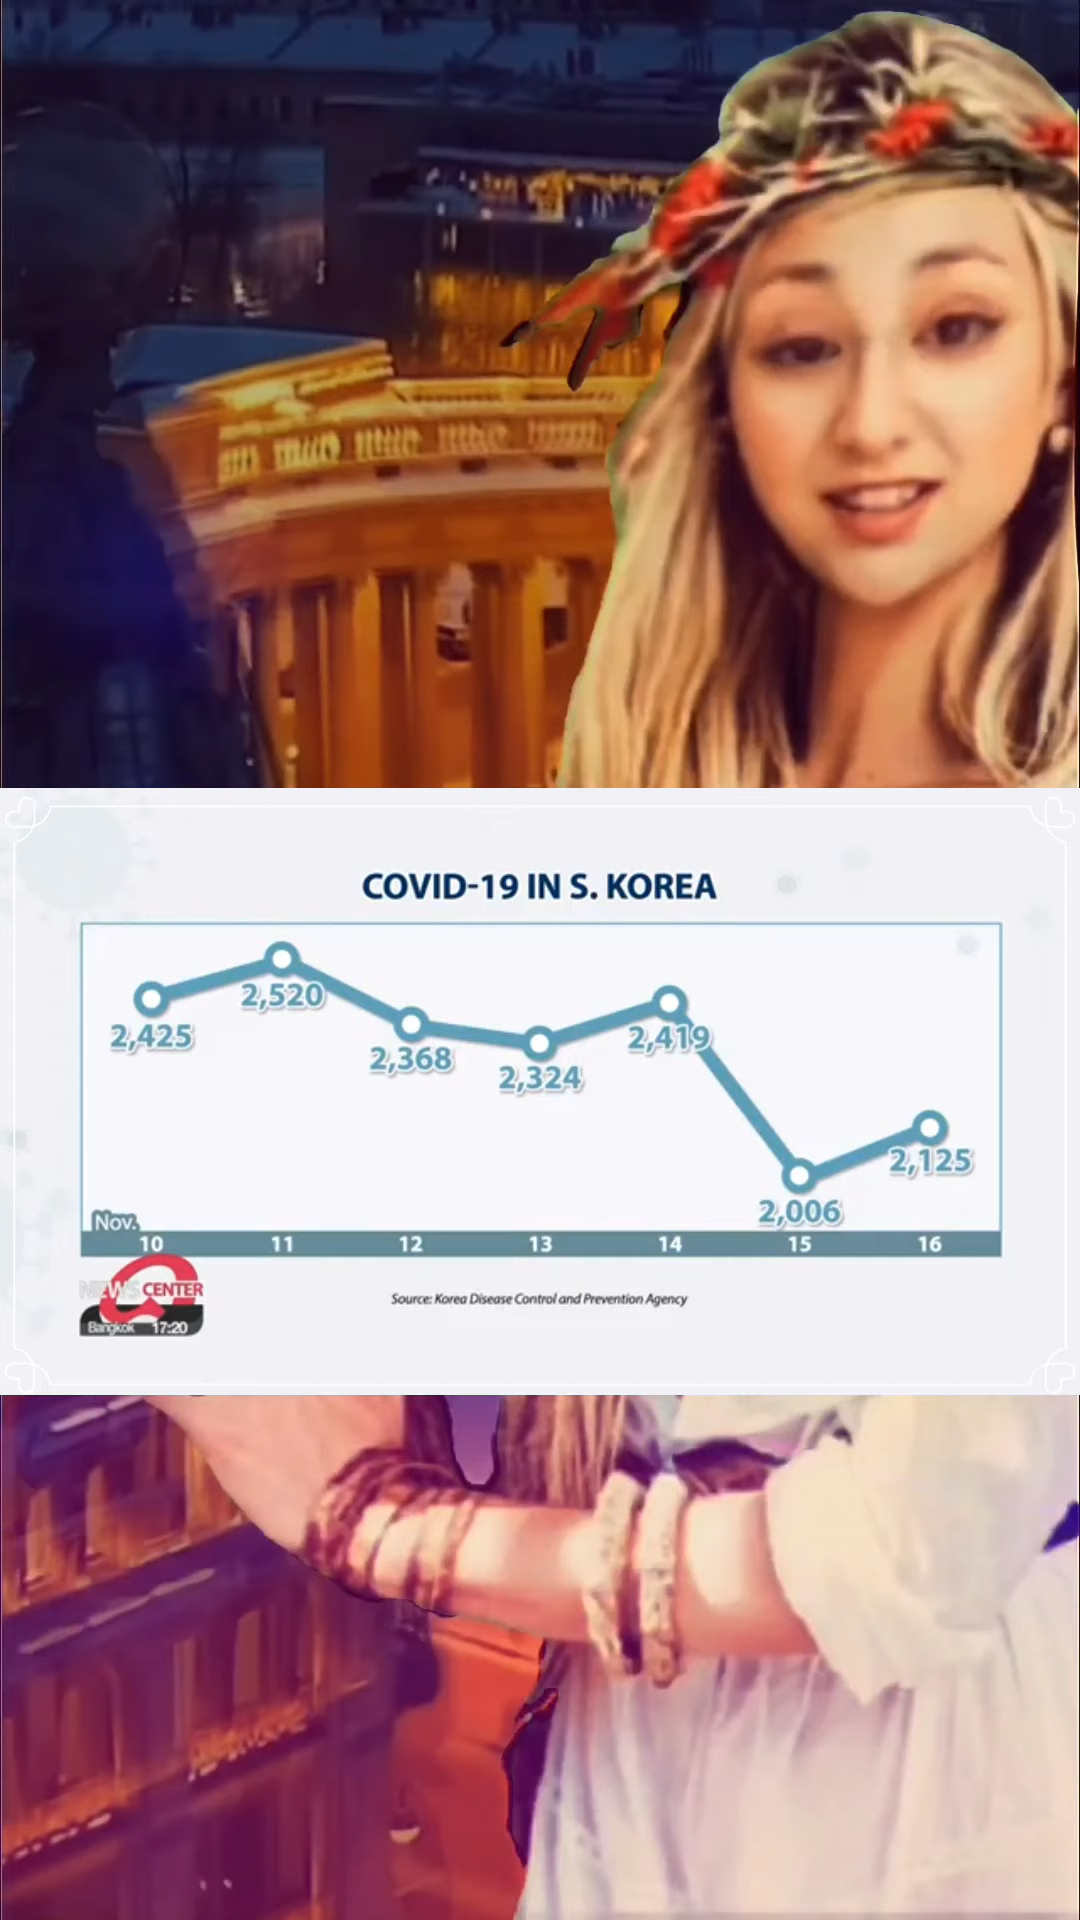 COVID-19 IN S. KOREA
2,425
2,520
2,368
2,324
2,419
2,006
2,125
Nov.
10 11 12 13 14 15 16
NEWS CENTER
Bangkok 17:20
Source: Korea Disease Control and Prevention Agency